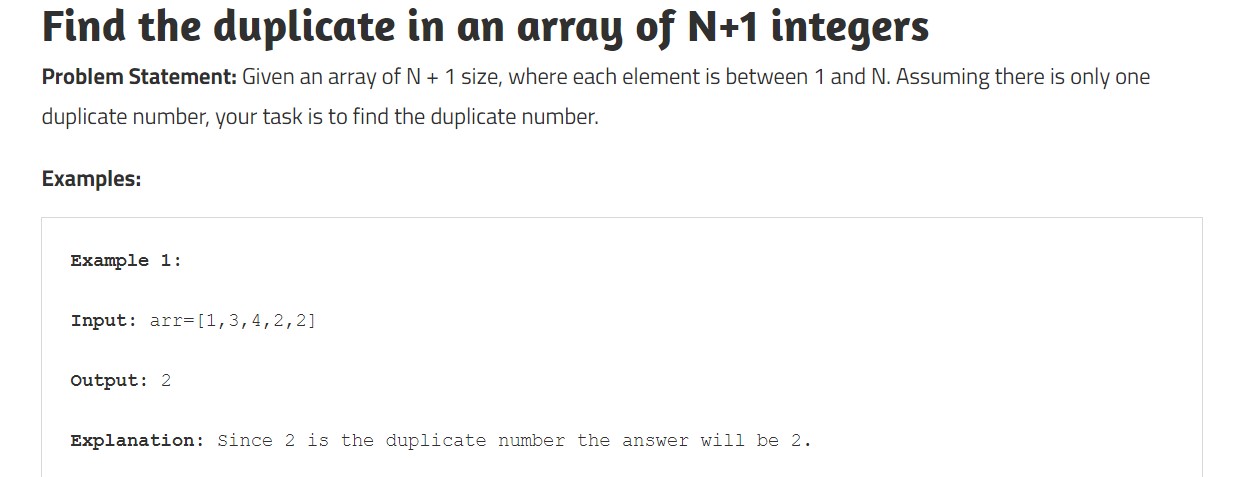 Find the duplicate in an array of N+1 integers
Problem Statement: Given an array of N + 1 size, where each element is between 1 and N. Assuming there is only one
duplicate number, your task is to find the duplicate number.
Examples:
Example 1:
Input: arr=[1,3,4,2,2]
Output: 2
Explanation: Since 2 is the duplicate number the answer will be 2.